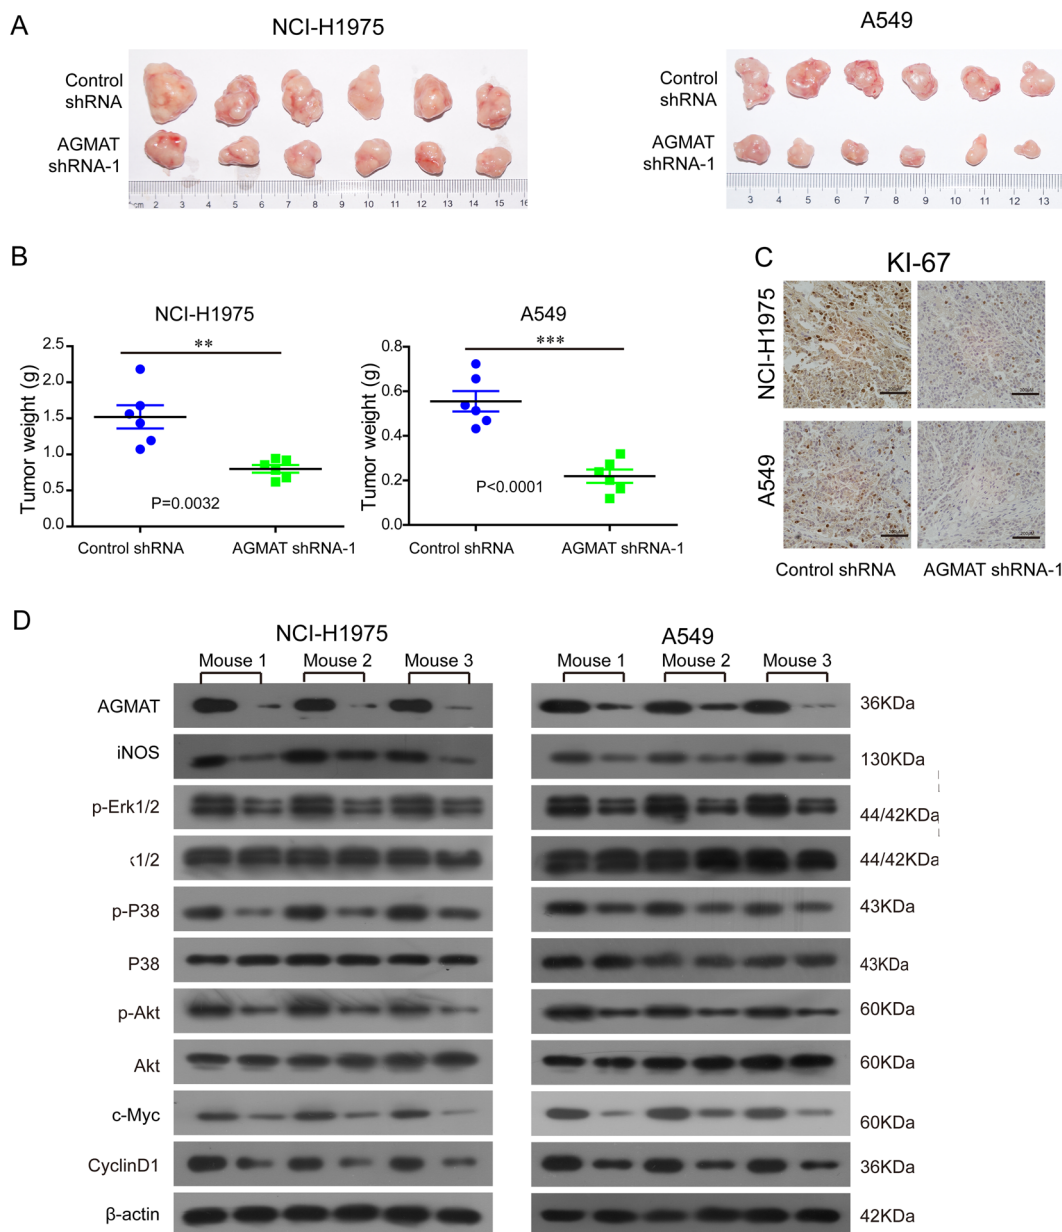 A
NCI-H1975
A549
Control
shRNA
AGMAT
shRNA-1
cm 2 3 4 5 6 7 8 9 10 11 12 13 14 15 16
Control
shRNA
AGMAT
shRNA-1
3 4 5 6 7 8 9 10 11 12 13
B
NCI-H1975
Tumor weight (g)
2.5
2.0
1.5
1.0
0.5
0.0
**
P=0.0032
Control shRNA
AGMAT shRNA-1
A549
Tumor weight (g)
0.8
0.6
0.4
0.2
0.0
***
P<0.0001
Control shRNA
AGMAT shRNA-1
C
KI-67
NCI-H1975
A549
Control shRNA
AGMAT shRNA-1
D
NCI-H1975
A549
Mouse 1 Mouse 2 Mouse 3
Mouse 1 Mouse 2 Mouse 3
AGMAT 36KDa
iNOS 130KDa
p-Erk1/2 44/42KDa
k1/2 44/42KDa
p-P38 43KDa
P38 43KDa
p-Akt 60KDa
Akt 60KDa
c-Myc 60KDa
CyclinD1 36KDa
β-actin 42KDa